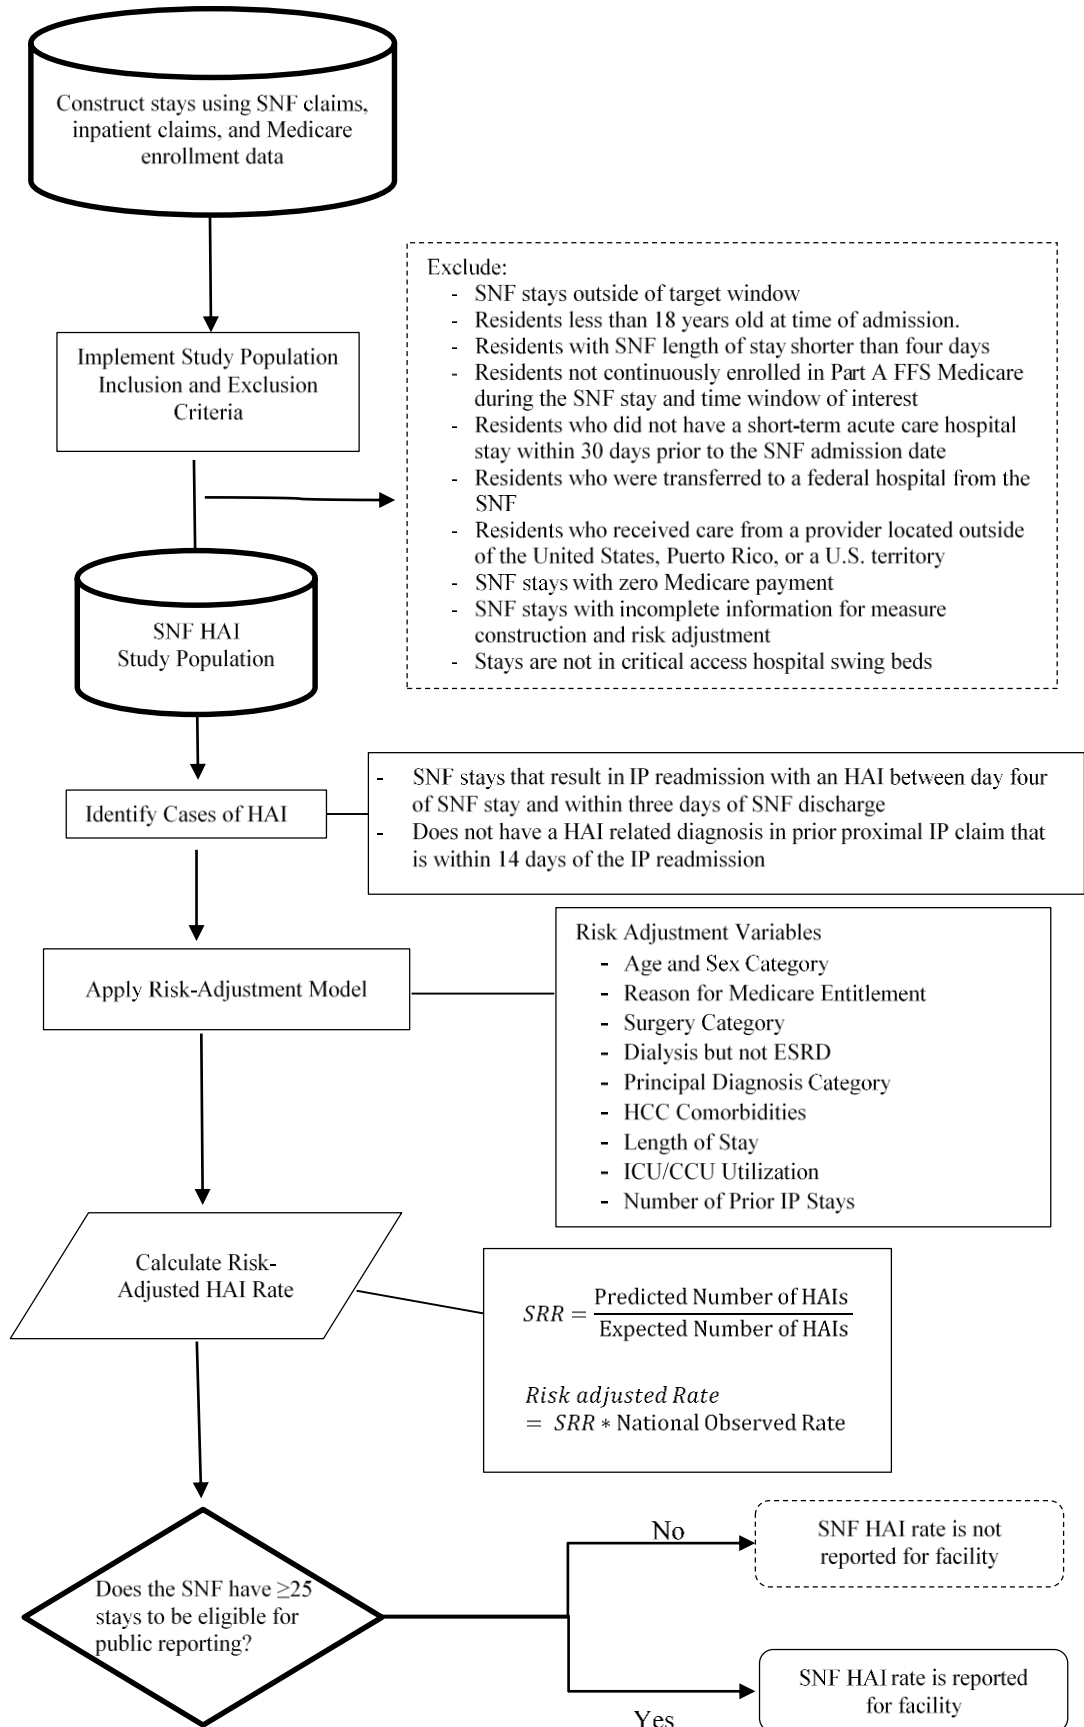 Construct stays using SNF claims,
inpatient claims, and Medicare
enrollment data
Exclude:
- SNF stays outside of target window
- Residents less than 18 years old at time of admission.
- Residents with SNF length of stay shorter than four days
- Residents not continuously enrolled in Part A FFS Medicare
during the SNF stay and time window of interest
- Residents who did not have a short-term acute care hospital
stay within 30 days prior to the SNF admission date
- Residents who were transferred to a federal hospital from the
SNF
- Residents who received care from a provider located outside
of the United States, Puerto Rico, or a U.S. territory
- SNF stays with zero Medicare payment
- SNF stays with incomplete information for measure
construction and risk adjustment
- Stays are not in critical access hospital swing beds
Implement Study Population
Inclusion and Exclusion
Criteria
SNF HAI
Study Population
Identify Cases of HAI
- SNF stays that result in IP readmission with an HAI between day four
of SNF stay and within three days of SNF discharge
- Does not have a HAI related diagnosis in prior proximal IP claim that
is within 14 days of the IP readmission
Apply Risk-Adjustment Model
Risk Adjustment Variables
- Age and Sex Category
- Reason for Medicare Entitlement
- Surgery Category
- Dialysis but not ESRD
- Principal Diagnosis Category
- HCC Comorbidities
- Length of Stay
- ICU/CCU Utilization
- Number of Prior IP Stays
Calculate Risk-
Adjusted HAI Rate
SRR = Predicted Number of HAIs
Expected Number of HAIs
Risk adjusted Rate
= SRR ∗ National Observed Rate
Does the SNF have ≥25
stays to be eligible for
public reporting?
No
SNF HAI rate is not
reported for facility
Yes
SNF HAI rate is reported
for facility